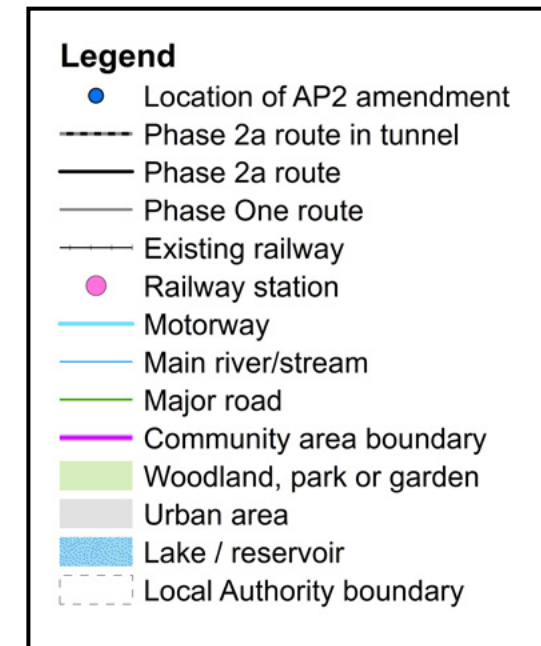 Legend
Location of AP2 amendment
Phase 2a route in tunnel
Phase 2a route
Phase One route
Existing railway
Railway station
Motorway
Main river/stream
Major road
Community area boundary
Woodland, park or garden
Urban area
Lake / reservoir
Local Authority boundary